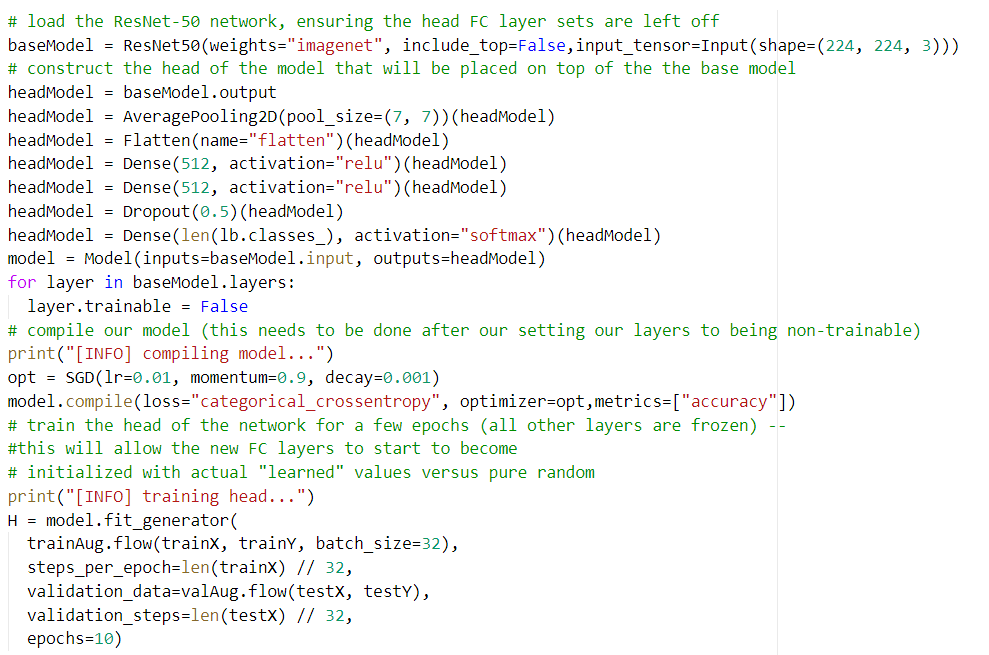 # load the ResNet-50 network, ensuring the head FC layer sets are left off
baseModel = ResNet50(weights="imagenet", include_top=False,input_tensor=Input(shape=(224, 224, 3)))
# construct the head of the model that will be placed on top of the the base model
headModel = baseModel.output
headModel = AveragePooling2D(pool_size=(7, 7))(headModel)
headModel = Flatten(name="flatten")(headModel)
headModel = Dense(512, activation="relu")(headModel)
headModel = Dense(512, activation="relu")(headModel)
headModel = Dropout(0.5)(headModel)
headModel = Dense(len(lb.classes_), activation="softmax")(headModel)
model = Model(inputs=baseModel.input, outputs=headModel)
for layer in baseModel.layers:
  layer.trainable = False
# compile our model (this needs to be done after our setting our layers to being non-trainable)
print("[INFO] compiling model...")
opt = SGD(lr=0.01, momentum=0.9, decay=0.001)
model.compile(loss="categorical_crossentropy", optimizer=opt,metrics=["accuracy"])
# train the head of the network for a few epochs (all other layers are frozen) --
#this will allow the new FC layers to start to become
# initialized with actual "learned" values versus pure random
print("[INFO] training head...")
H = model.fit_generator(
  trainAug.flow(trainX, trainY, batch_size=32),
  steps_per_epoch=len(trainX) // 32,
  validation_data=valAug.flow(testX, testY),
  validation_steps=len(testX) // 32,
  epochs=10)